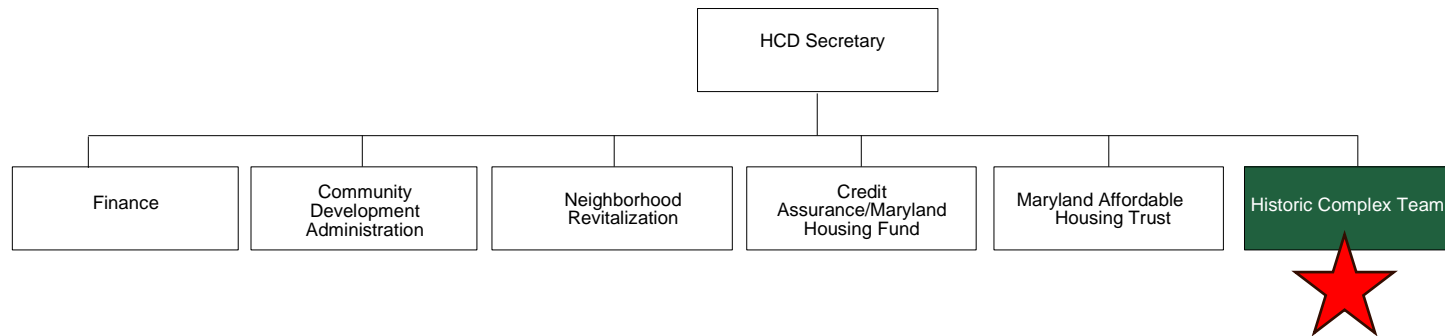 HCD Secretary
Finance
Community
Development
Administration
Neighborhood
Revitalization
Credit
Assurance/Maryland
Housing Fund
Maryland Affordable
Housing Trust
Historic Complex Team